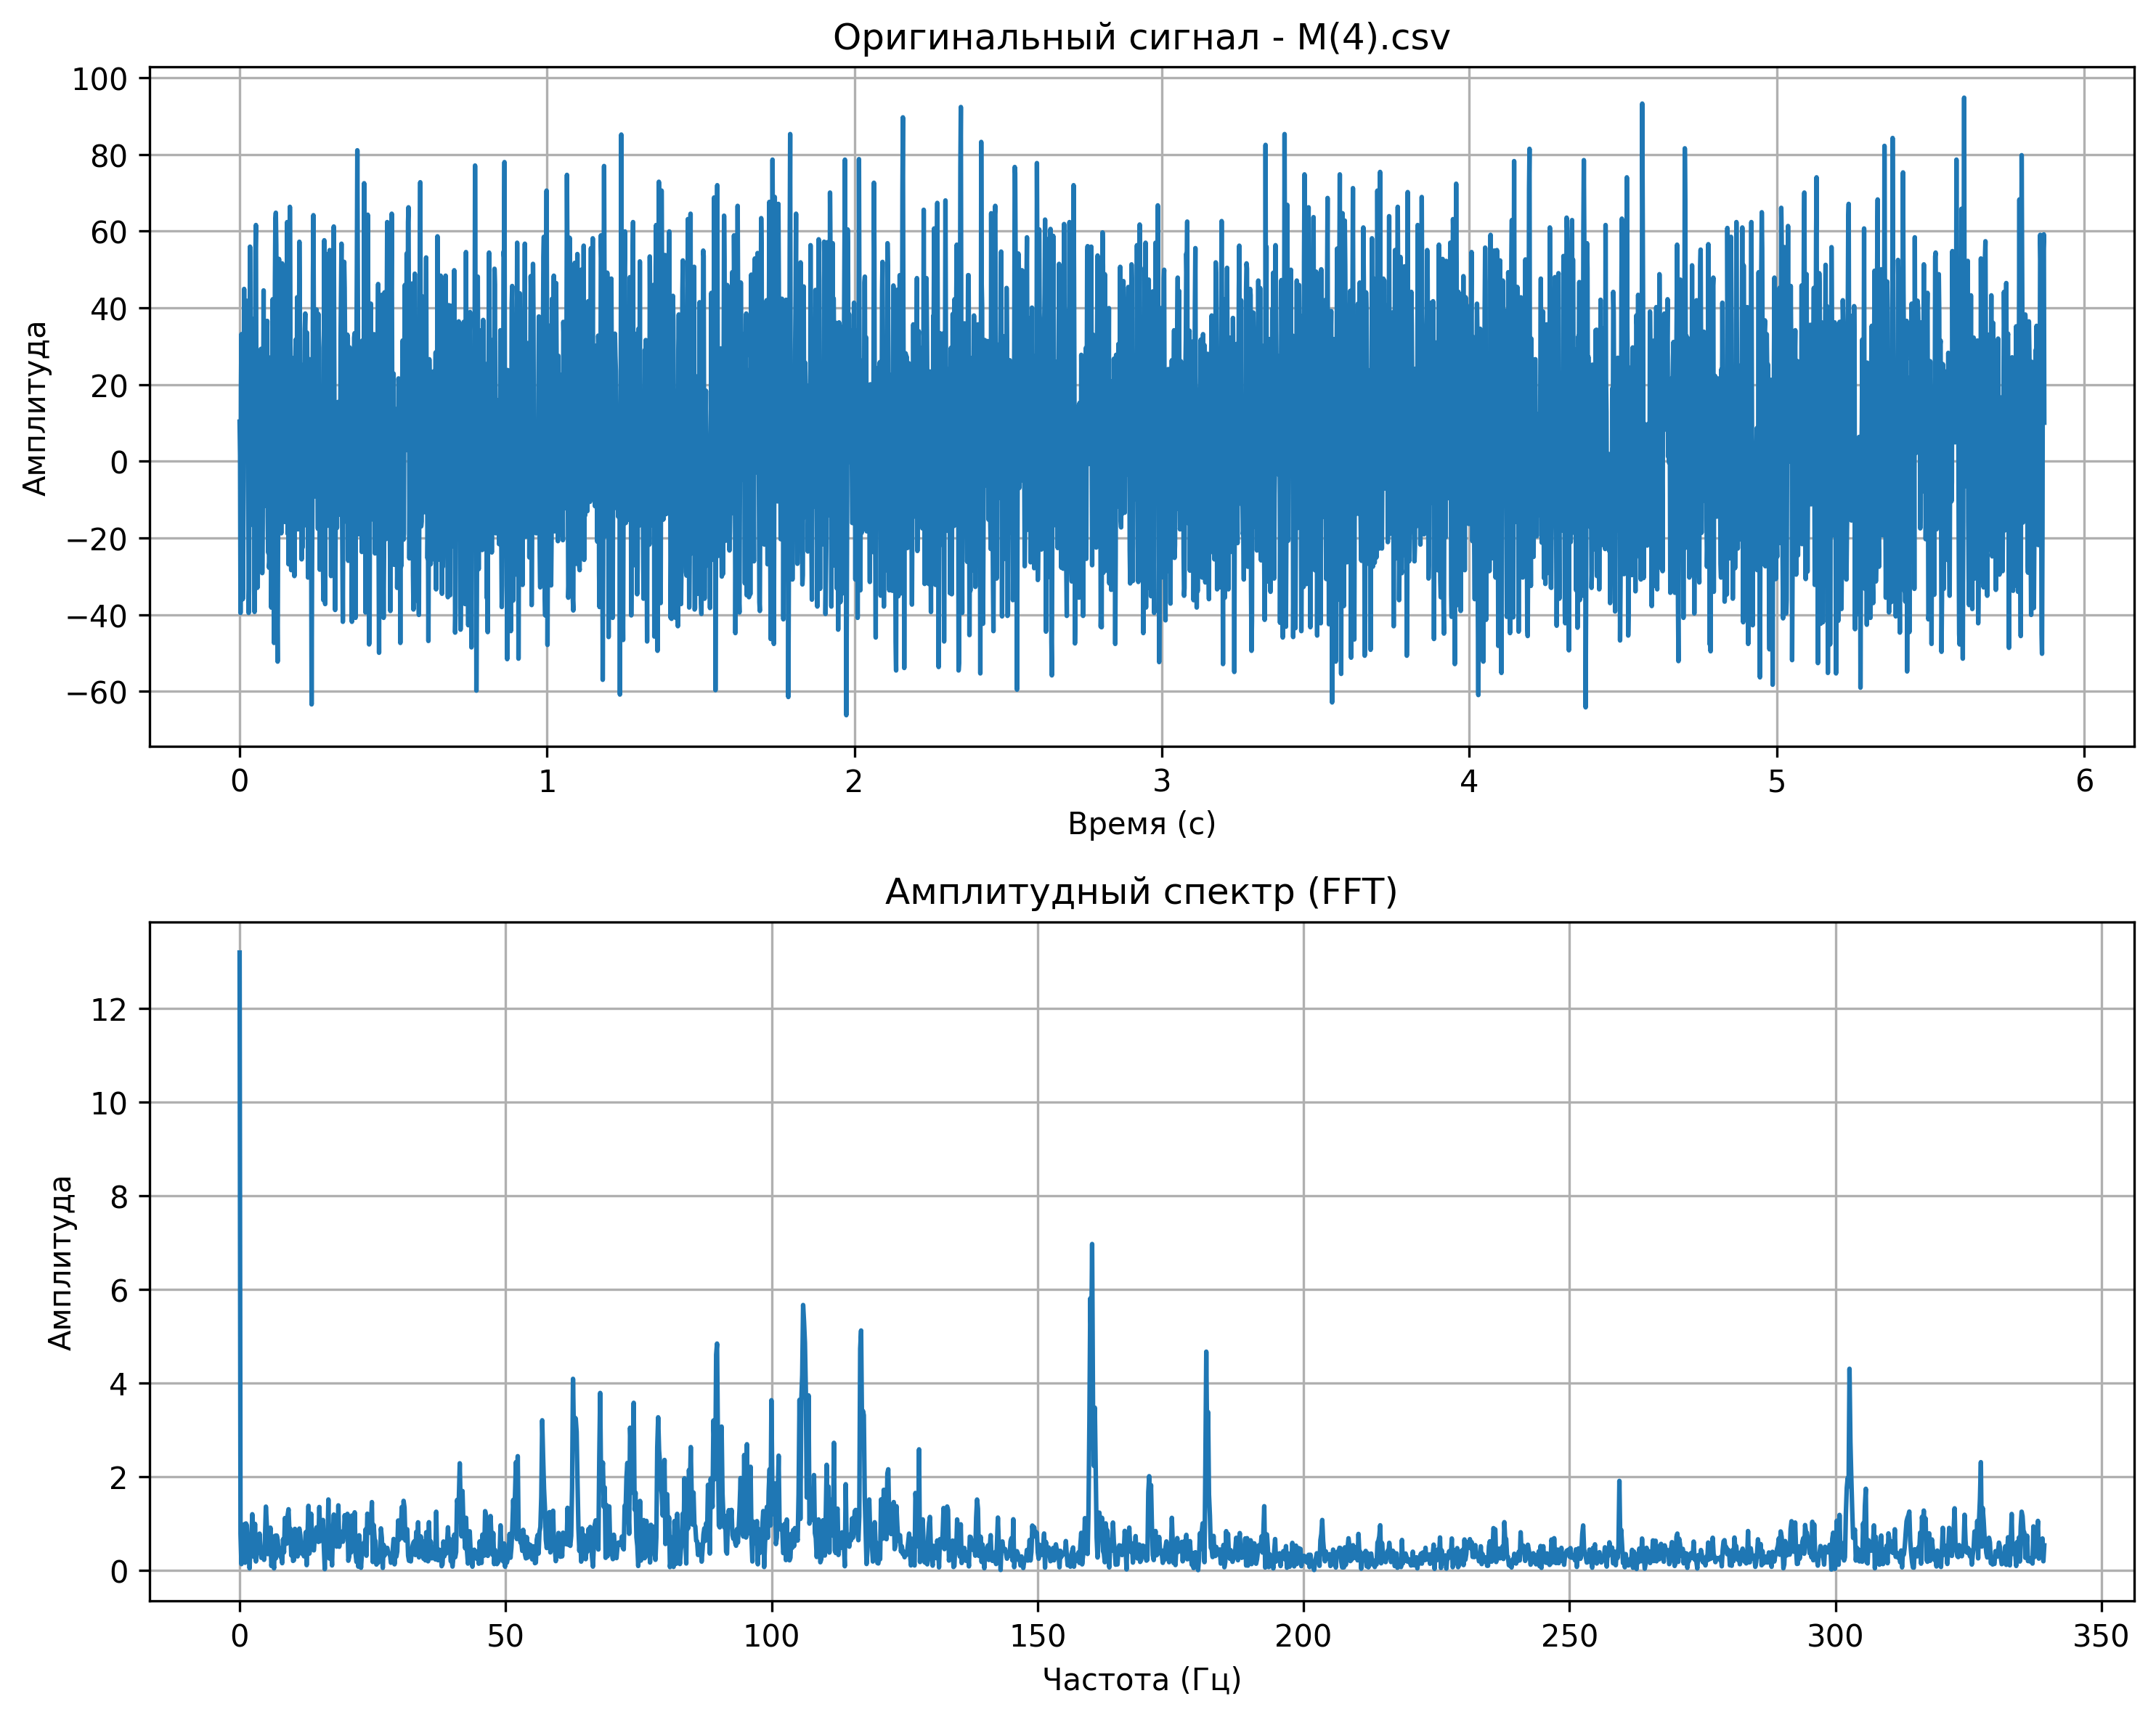 Оригинальный сигнал - M(4).csv
100
80
60
40
20
0
−20
−40
−60
Амплитуда
0 1 2 3 4 5 6
Время (с)
Амплитудный спектр (FFT)
12
10
8
6
4
2
0
Амплитуда
0 50 100 150 200 250 300 350
Частота (Гц)